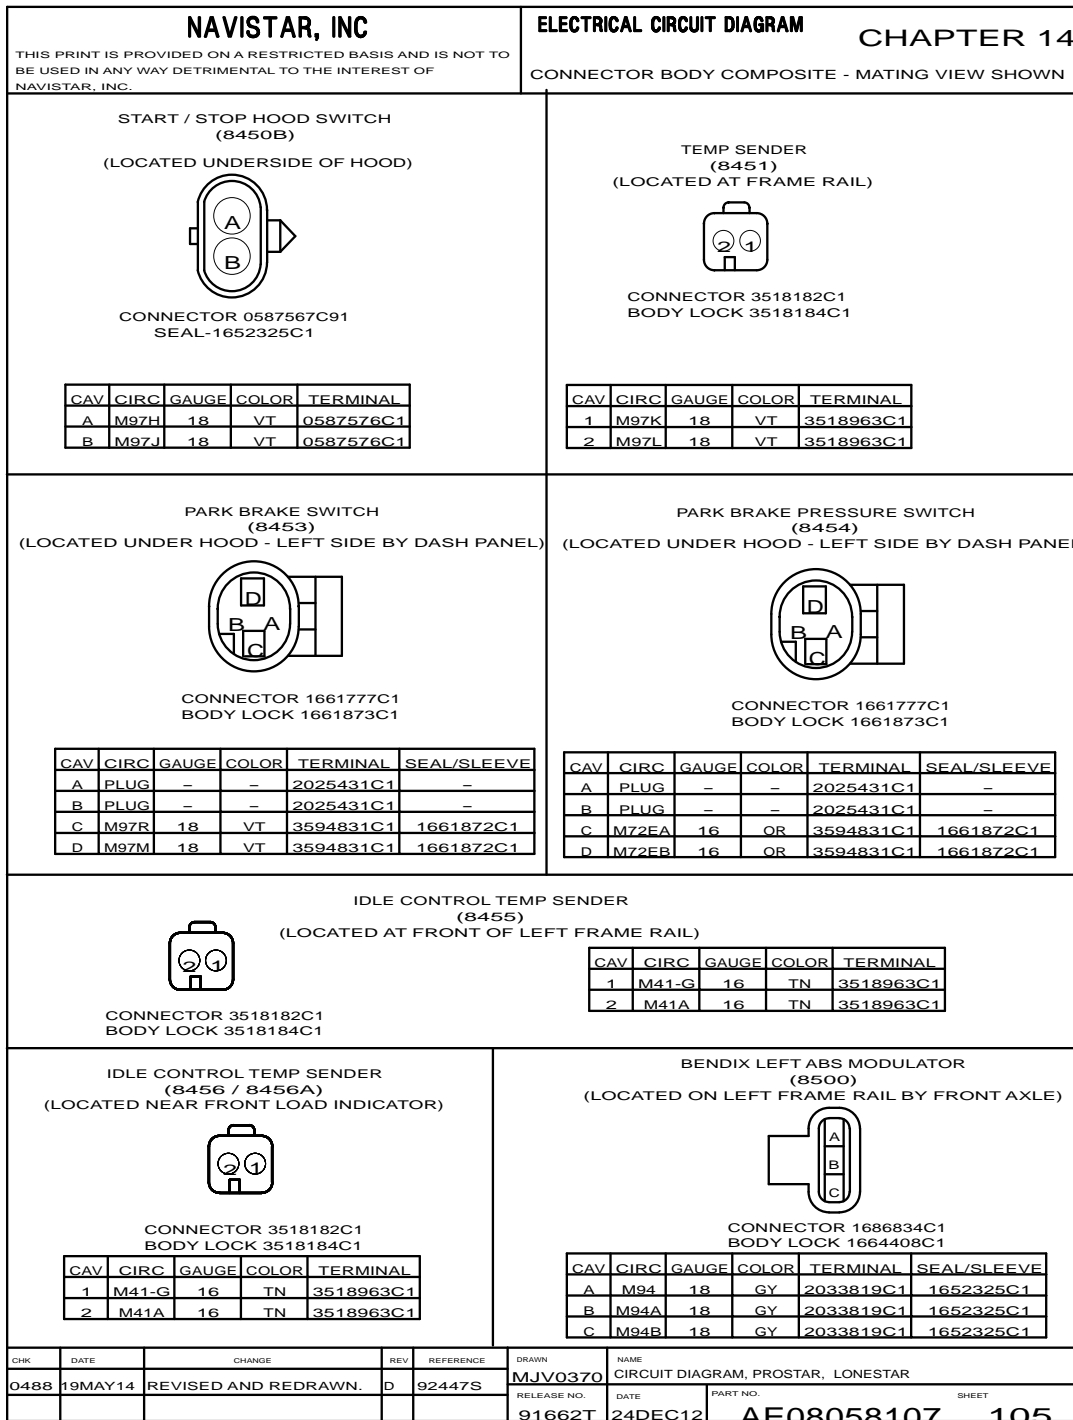 NAVISTAR, INC
THIS PRINT IS PROVIDED ON A RESTRICTED BASIS AND IS NOT TO
BE USED IN ANY WAY DETRIMENTAL TO THE INTEREST OF
NAVISTAR, INC.
ELECTRICAL CIRCUIT DIAGRAM
CHAPTER 14
CONNECTOR BODY COMPOSITE - MATING VIEW SHOWN
START / STOP HOOD SWITCH
(8450B)
(LOCATED UNDERSIDE OF HOOD)
A
B
CONNECTOR 0587567C91
SEAL-1652325C1
CAV CIRC GAUGE COLOR TERMINAL
A M97H 18 VT 0587576C1
B M97J 18 VT 0587576C1
TEMP SENDER
(8451)
(LOCATED AT FRAME RAIL)
2 1
CONNECTOR 3518182C1
BODY LOCK 3518184C1
CAV CIRC GAUGE COLOR TERMINAL
1 M97K 18 VT 3518963C1
2 M97L 18 VT 3518963C1
PARK BRAKE SWITCH
(8453)
(LOCATED UNDER HOOD - LEFT SIDE BY DASH PANEL)
D
B A
C
CONNECTOR 1661777C1
BODY LOCK 1661873C1
CAV CIRC GAUGE COLOR TERMINAL SEAL/SLEEVE
A PLUG – – 2025431C1 –
B PLUG – – 2025431C1 –
C M97R 18 VT 3594831C1 1661872C1
D M97M 18 VT 3594831C1 1661872C1
PARK BRAKE PRESSURE SWITCH
(8454)
(LOCATED UNDER HOOD - LEFT SIDE BY DASH PANEL
D
B A
C
CONNECTOR 1661777C1
BODY LOCK 1661873C1
CAV CIRC GAUGE COLOR TERMINAL SEAL/SLEEVE
A PLUG – – 2025431C1 –
B PLUG – – 2025431C1 –
C M72EA 16 OR 3594831C1 1661872C1
D M72EB 16 OR 3594831C1 1661872C1
IDLE CONTROL TEMP SENDER
(8455)
(LOCATED AT FRONT OF LEFT FRAME RAIL)
2 1
CONNECTOR 3518182C1
BODY LOCK 3518184C1
CAV CIRC GAUGE COLOR TERMINAL
1 M41-G 16 TN 3518963C1
2 M41A 16 TN 3518963C1
IDLE CONTROL TEMP SENDER
(8456 / 8456A)
(LOCATED NEAR FRONT LOAD INDICATOR)
2 1
CONNECTOR 3518182C1
BODY LOCK 3518184C1
CAV CIRC GAUGE COLOR TERMINAL
1 M41-G 16 TN 3518963C1
2 M41A 16 TN 3518963C1
BENDIX LEFT ABS MODULATOR
(8500)
(LOCATED ON LEFT FRAME RAIL BY FRONT AXLE)
A
B
C
CONNECTOR 1686834C1
BODY LOCK 1664408C1
CAV CIRC GAUGE COLOR TERMINAL SEAL/SLEEVE
A M94 18 GY 2033819C1 1652325C1
B M94A 18 GY 2033819C1 1652325C1
C M94B 18 GY 2033819C1 1652325C1
CHK DATE CHANGE REV REFERENCE
0488 19MAY14 REVISED AND REDRAWN. D 92447S
DRAWN NAME
MJV0370 CIRCUIT DIAGRAM, PROSTAR, LONESTAR
RELEASE NO. DATE PART NO. SHEET
91662T 24DEC12 AE08058107 105